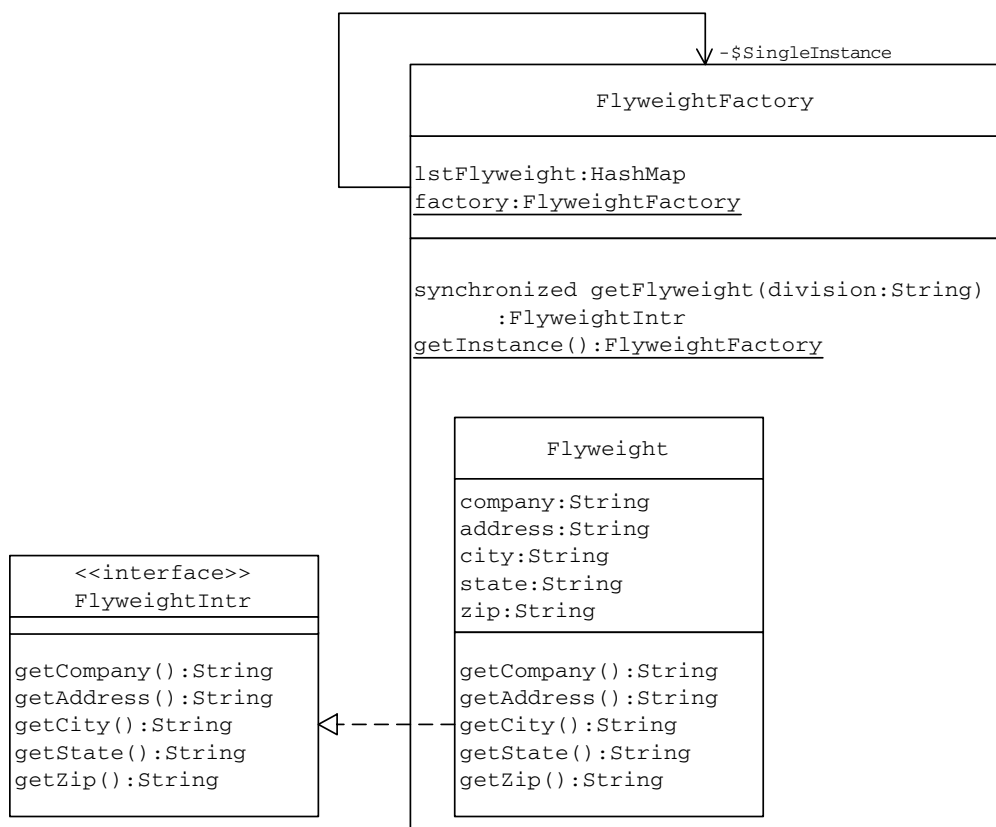 -$SingleInstance
FlyweightFactory
lstFlyweight:HashMap
factory:FlyweightFactory
synchronized getFlyweight(division:String)
:FlyweightIntr
getInstance():FlyweightFactory
Flyweight
company:String
address:String
city:String
state:String
zip:String
getCompany():String
getAddress():String
getCity():String
getState():String
getZip():String
<<interface>>
FlyweightIntr
getCompany():String
getAddress():String
getCity():String
getState():String
getZip():String